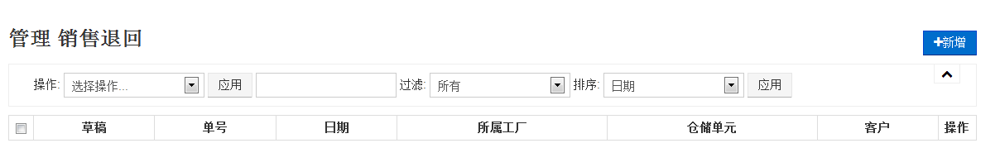 管理 销售退回
新增
操作: 选择操作... 应用 过滤: 所有 排序: 日期 应用
草稿 单号 日期 所属工厂 仓储单元 客户 操作